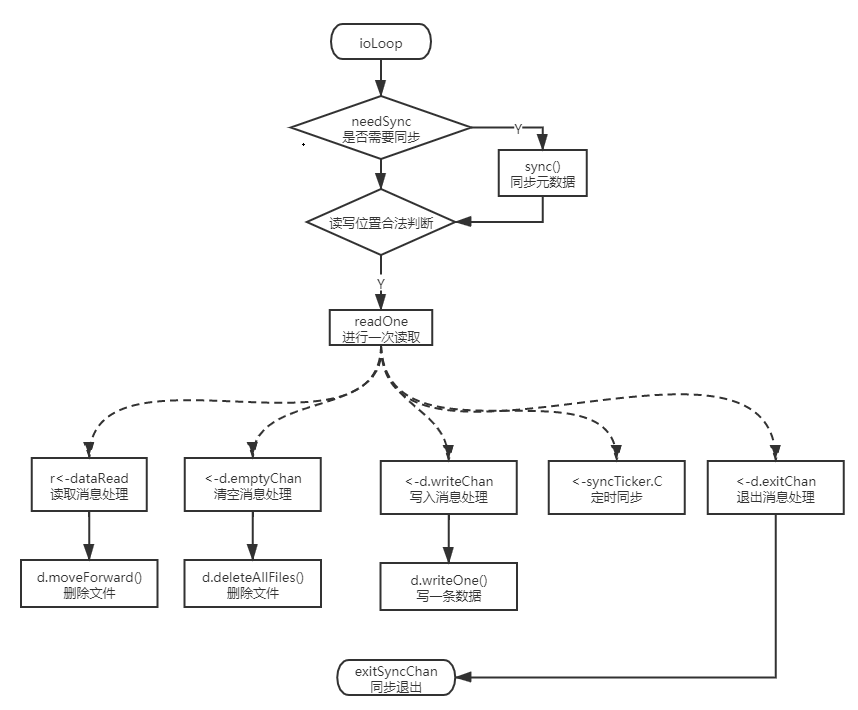 ioLoop
needSync
是否需要同步
Y
sync()
同步元数据
读写位置合法判断
Y
readOne
进行一次读取
r<-dataRead
读取消息处理
<-d.emptyChan
清空消息处理
<-d.writeChan
写入消息处理
<-syncTicker.C
定时同步
<-d.exitChan
退出消息处理
d.moveForward()
删除文件
d.deleteAllFiles()
删除文件
d.writeOne()
写一条数据
exitSyncChan
同步退出